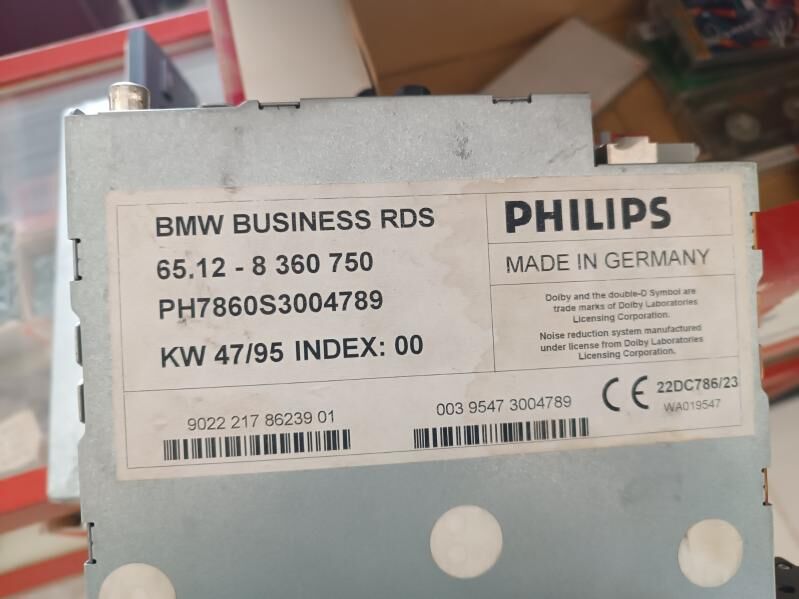 BMW BUSINESS RDS
65.12 - 8 360 750
PH7860S3004789
KW 47/95 INDEX: 00
PHILIPS
MADE IN GERMANY
Dolby and the double-D Symbol are
trade marks of Dolby Laboratories
Licensing Corporation.
Noise reduction system manufactured
under license from Dolby Laboratories
Licensing Corporation.
9022 217 86239 01
003 9547 3004789
CE 22DC786/23
WA019547